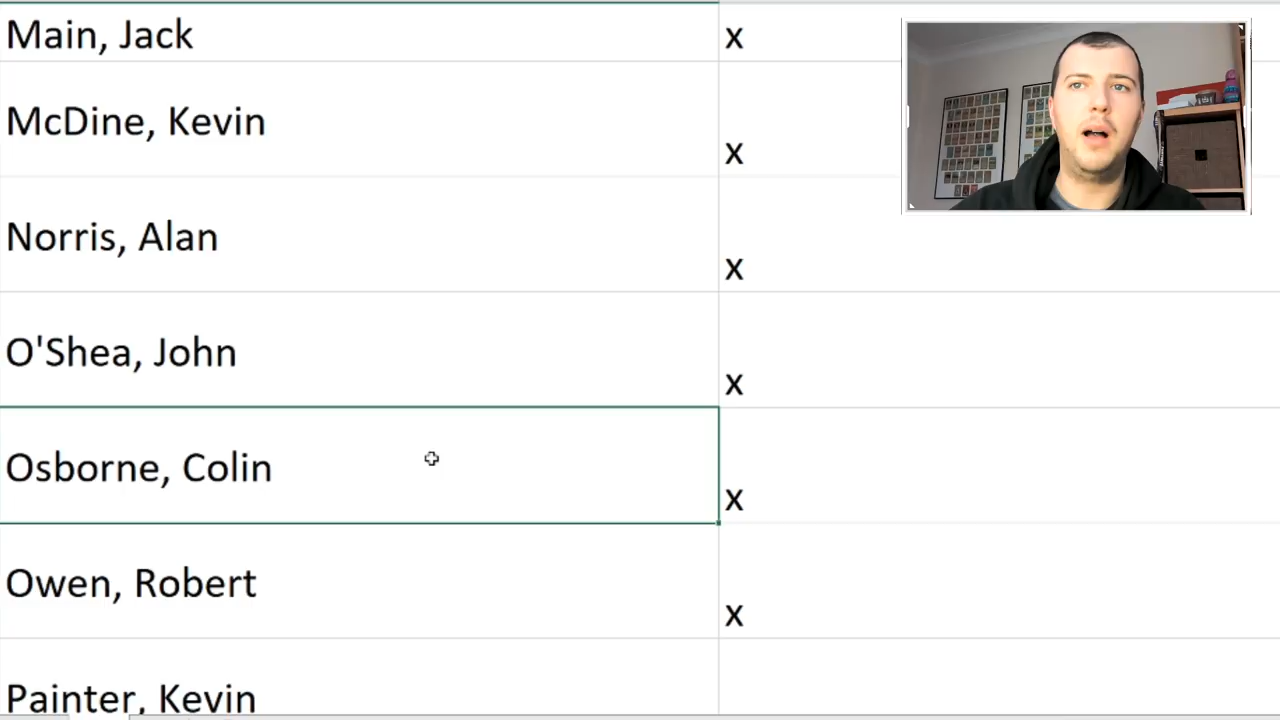 Main, Jack x
McDine, Kevin x
Norris, Alan x
O'Shea, John x
Osborne, Colin x
Owen, Robert x
Painter, Kevin